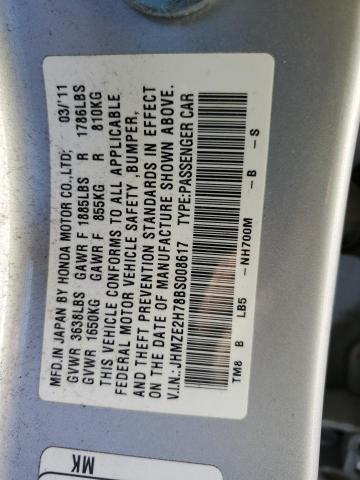 MFD.IN JAPAN BY HONDA MOTOR CO.,LTD. 03/'11
GVWR 3638LBS GAWR F 1885LBS R 1786LBS
GVWR 1650KG GAWR F 855KG R 810KG
THIS VEHICLE CONFORMS TO ALL APPLICABLE
FEDERAL MOTOR VEHICLE SAFETY ,BUMPER,
AND THEFT PREVENTION STANDARDS IN EFFECT
ON THE DATE OF MANUFACTURE SHOWN ABOVE.
V.I.N.:JHMZE2H78BS008617 TYPE:PASSENGER CAR
TM8 B LB5 -NH700M -B -S
MK